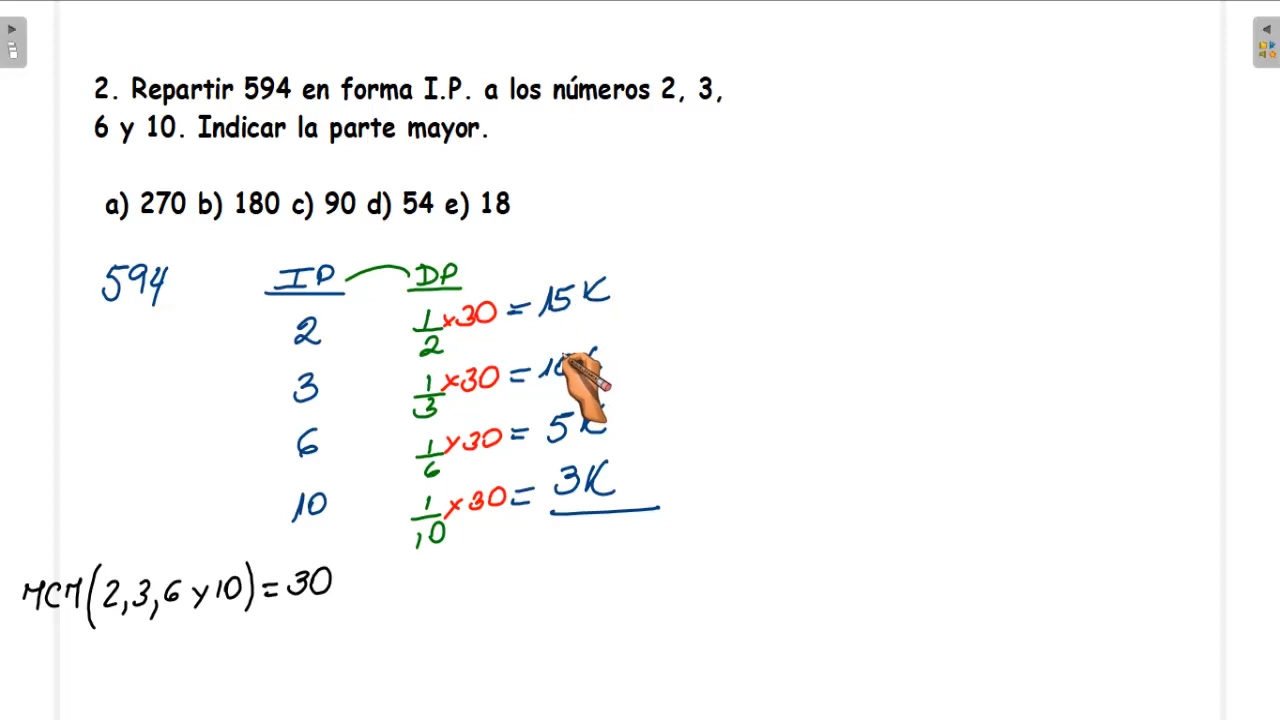 2. Repartir 594 en forma I.P. a los números 2, 3,
6 y 10. Indicar la parte mayor.
a) 270 b) 180 c) 90 d) 54 e) 18
594 IP DP
2 1/2 x30 = 15K
3 1/3 x30 =
6 1/6 x30 = 5K
10 1/10 x30 = 3K
MCM(2,3,6 y 10) = 30